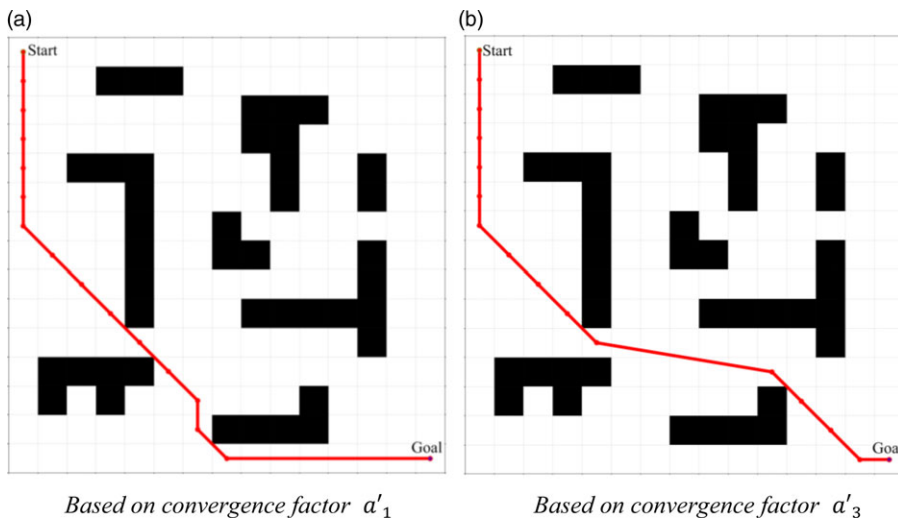 (a)
(b)
Start
Start
Goal
Goa
Based on convergence factor a′₁
Based on convergence factor a′₃